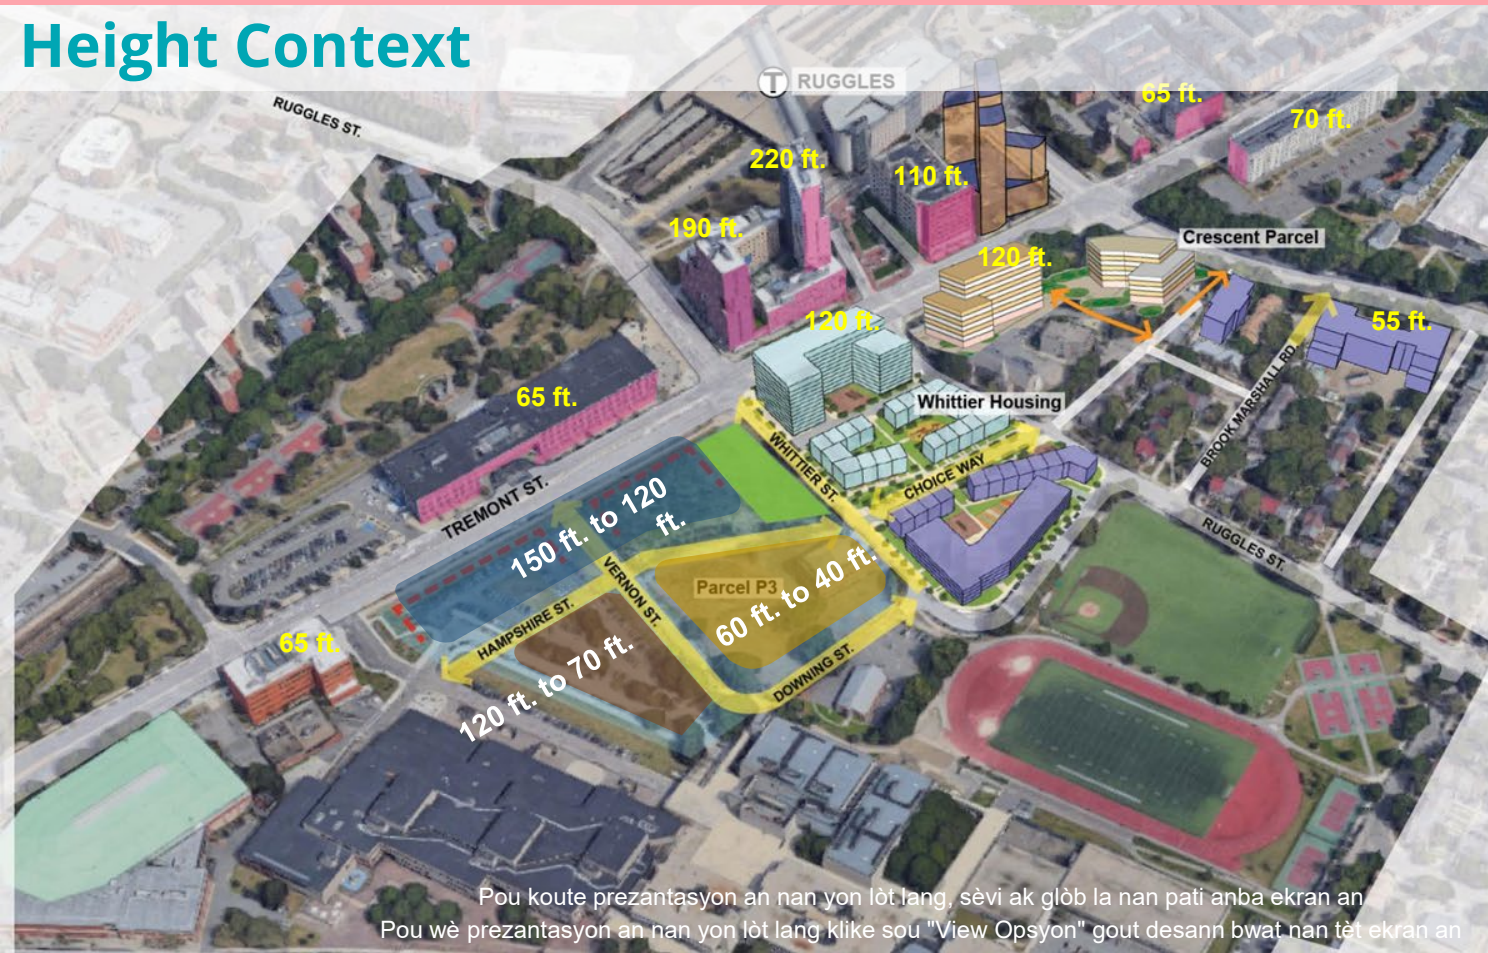 Height Context
T RUGGLES
RUGGLES ST.
65 ft.
70 ft.
220 ft.
110 ft.
190 ft.
Crescent Parcel
120 ft.
120 ft.
55 ft.
BROOK MARSHALL RD.
65 ft.
Whittier Housing
WHITTIER ST.
CHOICE WAY
TREMONT ST.
150 ft. to 120
ft.
RUGGLES ST.
VERNON ST.
Parcel P3
60 ft. to 40 ft.
HAMPSHIRE ST.
65 ft.
120 ft. to 70 ft.
DOWNING ST.
Pou koute prezantasyon an nan yon lòt lang, sèvi ak glòb la nan pati anba ekran an
Pou wè prezantasyon an nan yon lòt lang klike sou "View Opsyon" gout desann bwat nan tèt ekran an